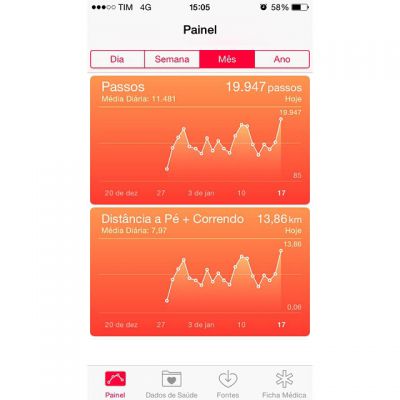 TIM 4G 15:05 58%
Painel
Dia Semana Mês Ano
Passos 19.947 passos
Média Diária: 11.481 Hoje
19.947
85
20 de dez 27 3 de jan 10 17
Distância a Pé + Correndo 13,86 km
Média Diária: 7,97 Hoje
13,86
0,06
20 de dez 27 3 de jan 10 17
Painel Dados de Saúde Fontes Ficha Médica